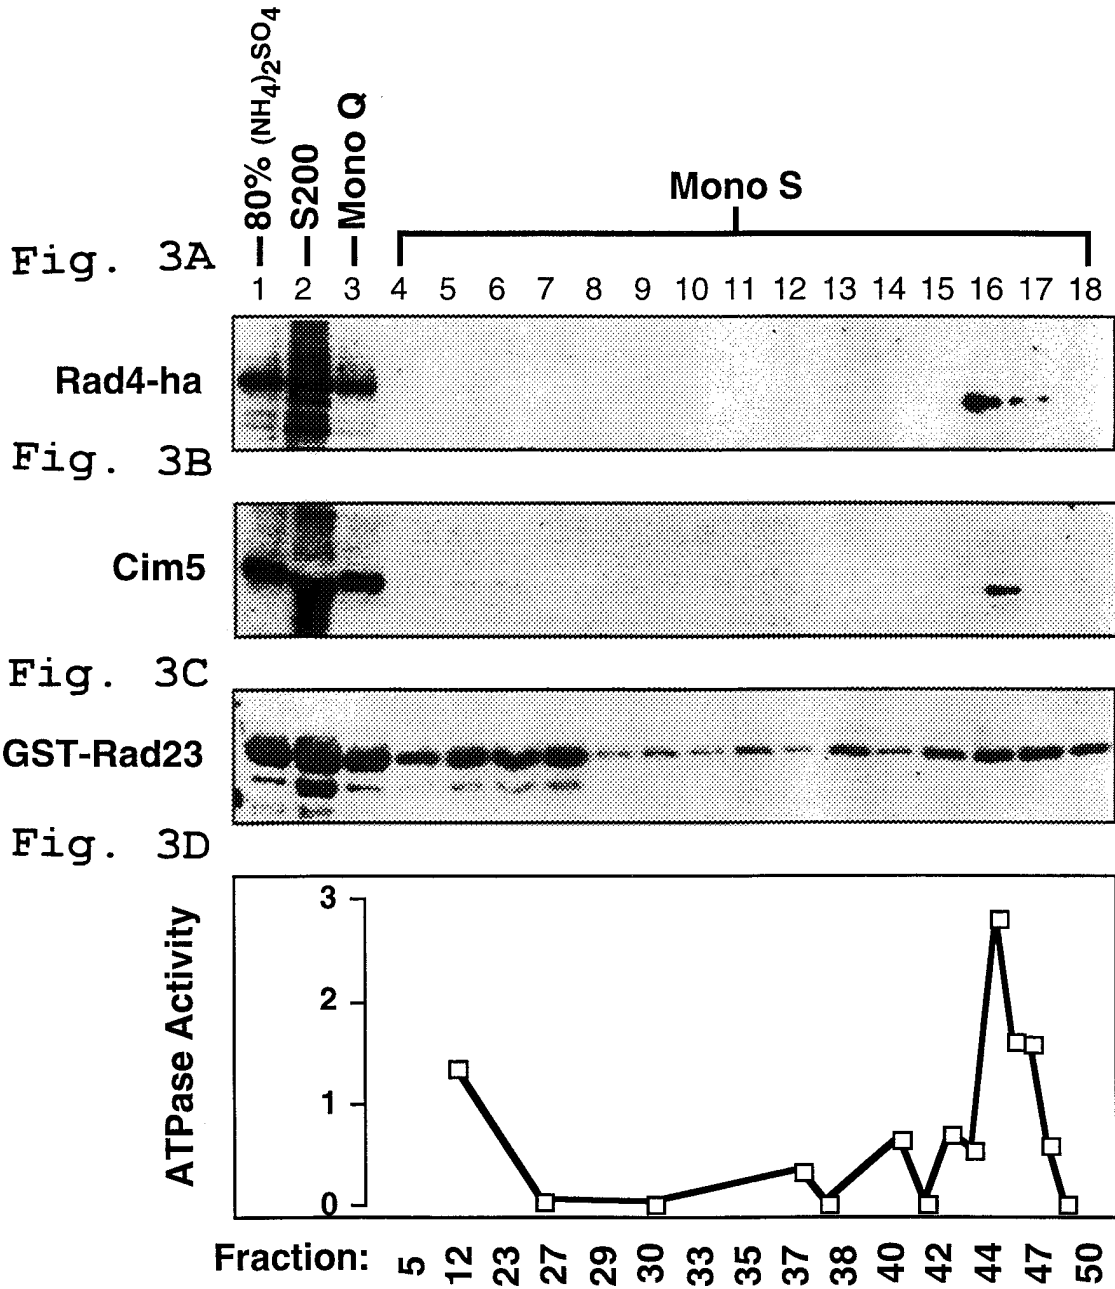 80% (NH4)2SO4
S200
Mono Q
Mono S
Fig. 3A
1 2 3 4 5 6 7 8 9 10 11 12 13 14 15 16 17 18
Rad4-ha
Fig. 3B
Cim5
Fig. 3C
GST-Rad23
Fig. 3D
ATPase Activity
3
2
1
0
Fraction: 5 12 23 27 29 30 33 35 37 38 40 42 44 47 50